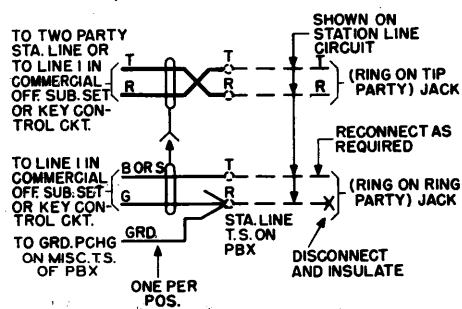 TO TWO PARTY
STA. LINE OR
TO LINE I IN
COMMERCIAL
OFF. SUB. SET
OR KEY CON-
TROL CKT.
T
R
T
R
SHOWN ON
STATION LINE
CIRCUIT
T
R
(RING ON TIP
PARTY) JACK
RECONNECT AS
REQUIRED
TO LINE I IN
COMMERCIAL
OFF. SUB. SET
OR KEY CON-
TROL CKT.
B OR S
G
T
R
(RING ON RING
PARTY) JACK
STA. LINE
T.S. ON
PBX
TO GRD. PCHG
ON MISC. T.S.
OF PBX
GRD.
DISCONNECT
AND INSULATE
ONE PER
POS.